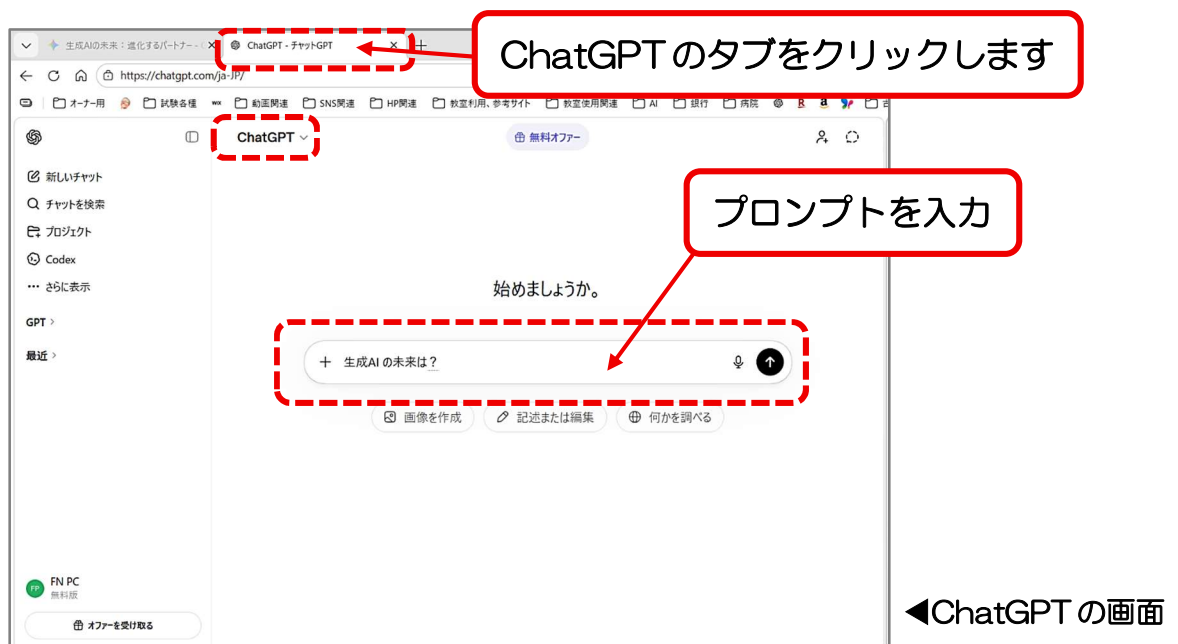 生成AIの未来：進化するパートナー -
ChatGPT - チャットGPT
ChatGPTのタブをクリックします
https://chatgpt.com/ja-JP/
オーナー用 試験各種 動画関連 SNS関連 HP関連 教室利用、参考サイト 教室使用関連 AI 銀行 病院
ChatGPT
無料オファー
新しいチャット
チャットを検索
プロジェクト
Codex
さらに表示
GPT
最近
プロンプトを入力
始めましょうか。
生成AI の未来は？
画像を作成 記述または編集 何かを調べる
FP
FN PC
無料版
オファーを受け取る
◀ChatGPTの画面